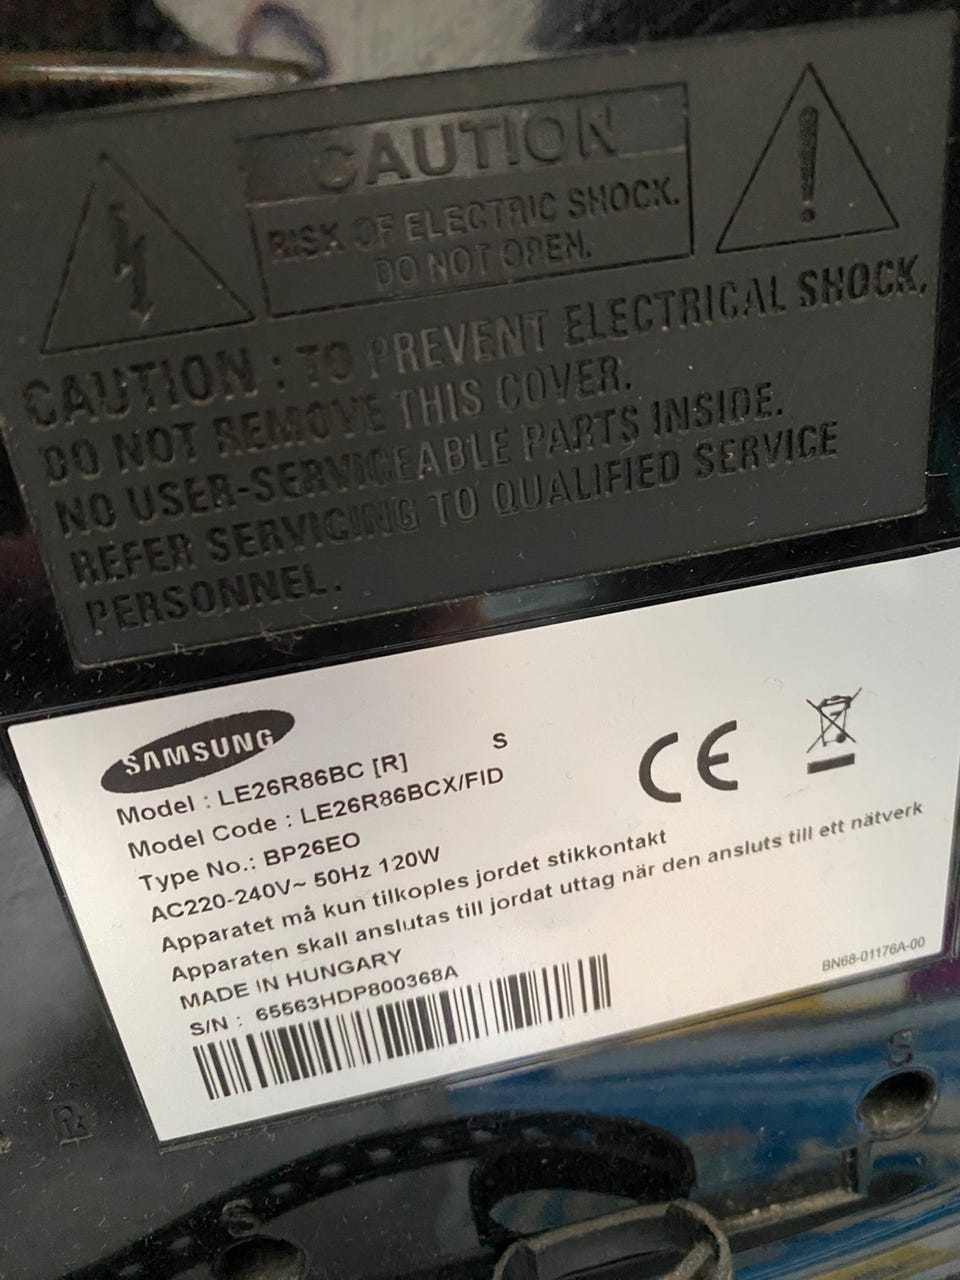 CAUTION
RISK OF ELECTRIC SHOCK.
DO NOT OPEN.
CAUTION : TO PREVENT ELECTRICAL SHOCK,
DO NOT REMOVE THIS COVER.
NO USER-SERVICEABLE PARTS INSIDE.
REFER SERVICING TO QUALIFIED SERVICE
PERSONNEL.
SAMSUNG
Model : LE26R86BC [R] S
Model Code : LE26R86BCX/FID
Type No.: BP26EO
AC220-240V~ 50Hz 120W
Apparatet må kun tilkoples jordet stikkontakt
Apparaten skall anslutas till jordat uttag när den ansluts till ett nätverk
MADE IN HUNGARY
S/N : 65563HDP800368A
BN68-01176A-00
CE
S
R
S